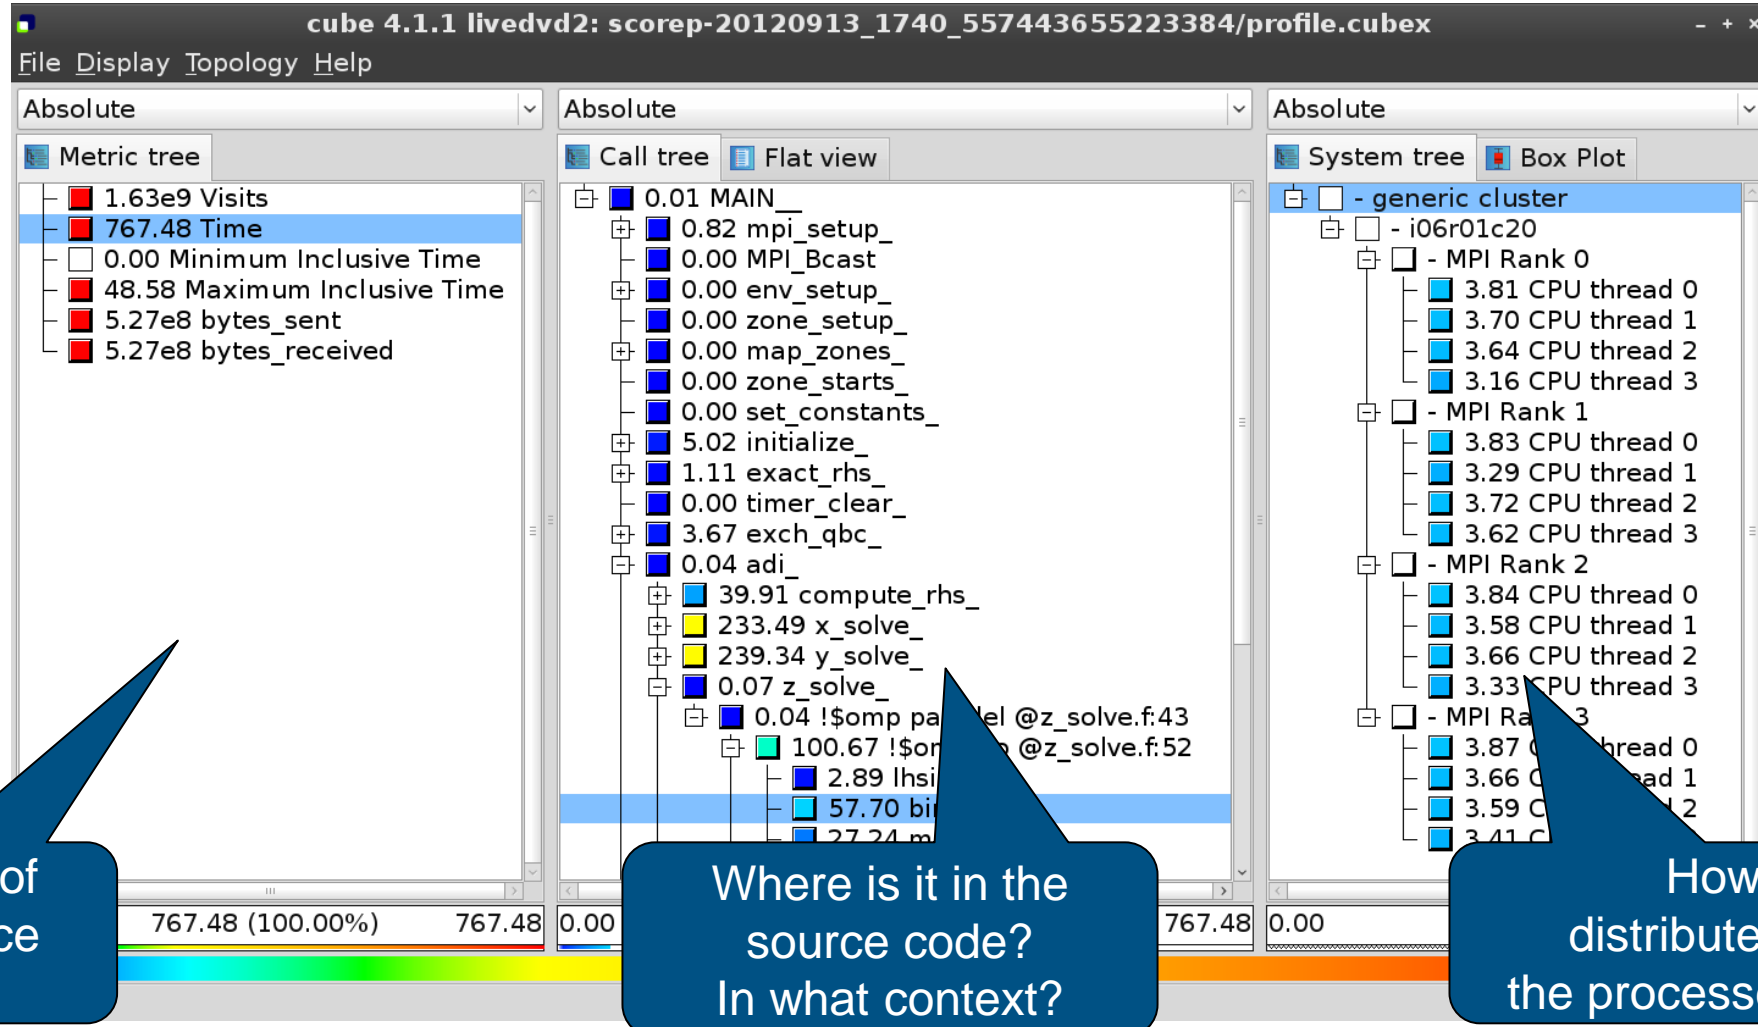 cube 4.1.1 livedvd2: scorep-20120913_1740_557443655223384/profile.cubex
File Display Topology Help
Absolute
Metric tree
1.63e9 Visits
767.48 Time
0.00 Minimum Inclusive Time
48.58 Maximum Inclusive Time
5.27e8 bytes_sent
5.27e8 bytes_received
767.48 (100.00%) 767.48
of
ce
Absolute
Call tree Flat view
0.01 MAIN__
0.82 mpi_setup_
0.00 MPI_Bcast
0.00 env_setup_
0.00 zone_setup_
0.00 map_zones_
0.00 zone_starts_
0.00 set_constants_
5.02 initialize_
1.11 exact_rhs_
0.00 timer_clear_
3.67 exch_qbc_
0.04 adi_
39.91 compute_rhs_
233.49 x_solve_
239.34 y_solve_
0.07 z_solve_
0.04 !$omp pa el @z_solve.f:43
100.67 !$o @z_solve.f:52
2.89 lhsi
57.70 bi
27.24 m
0.00 767.48
Where is it in the
source code?
In what context?
Absolute
System tree Box Plot
- generic cluster
- i06r01c20
- MPI Rank 0
3.81 CPU thread 0
3.70 CPU thread 1
3.64 CPU thread 2
3.16 CPU thread 3
- MPI Rank 1
3.83 CPU thread 0
3.29 CPU thread 1
3.72 CPU thread 2
3.62 CPU thread 3
- MPI Rank 2
3.84 CPU thread 0
3.58 CPU thread 1
3.66 CPU thread 2
3.33 CPU thread 3
- MPI Ra 3
3.87 hread 0
3.66 C ad 1
3.59 C 2
3.41 C
0.00
How
distribute
the process